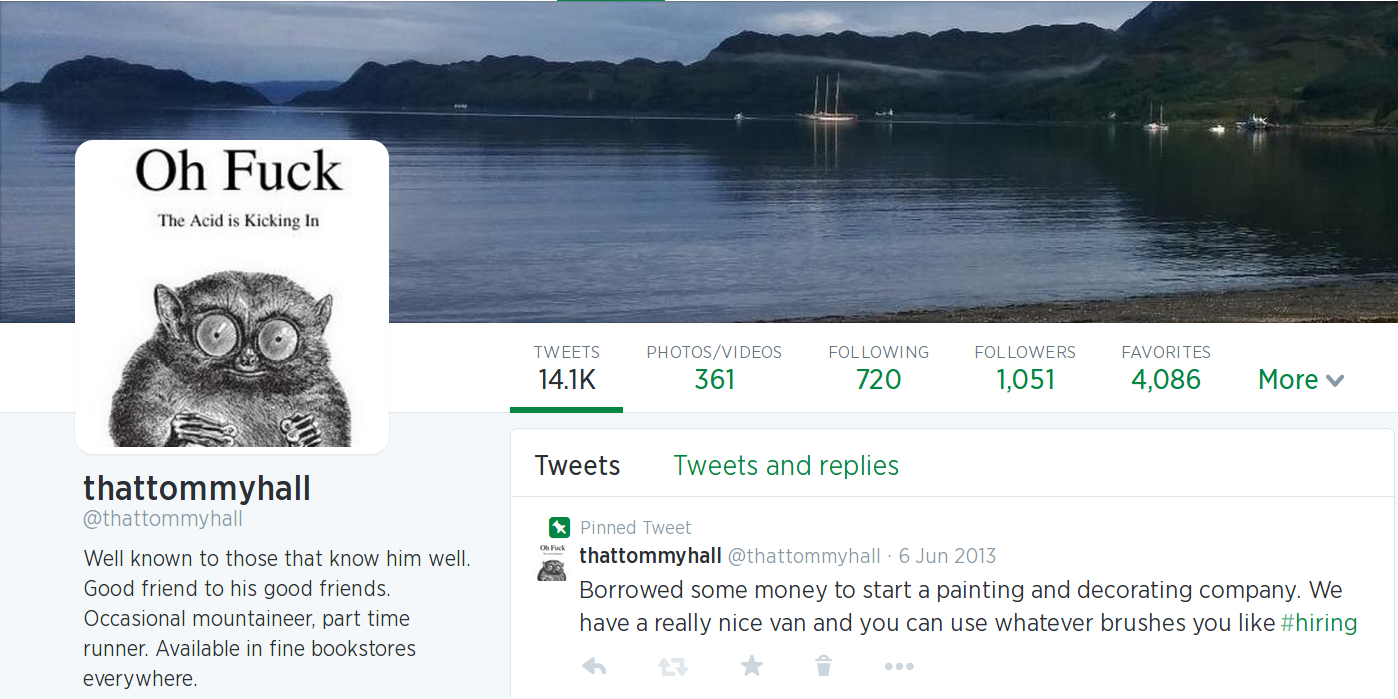 Oh Fuck
The Acid is Kicking In
TWEETS
14.1K
PHOTOS/VIDEOS
361
FOLLOWING
720
FOLLOWERS
1,051
FAVORITES
4,086
More
thattommyhall
@thattommyhall
Well known to those that know him well.
Good friend to his good friends.
Occasional mountaineer, part time
runner. Available in fine bookstores
everywhere.
Tweets
Tweets and replies
Pinned Tweet
Oh Fuck
thattommyhall @thattommyhall · 6 Jun 2013
Borrowed some money to start a painting and decorating company. We
have a really nice van and you can use whatever brushes you like #hiring